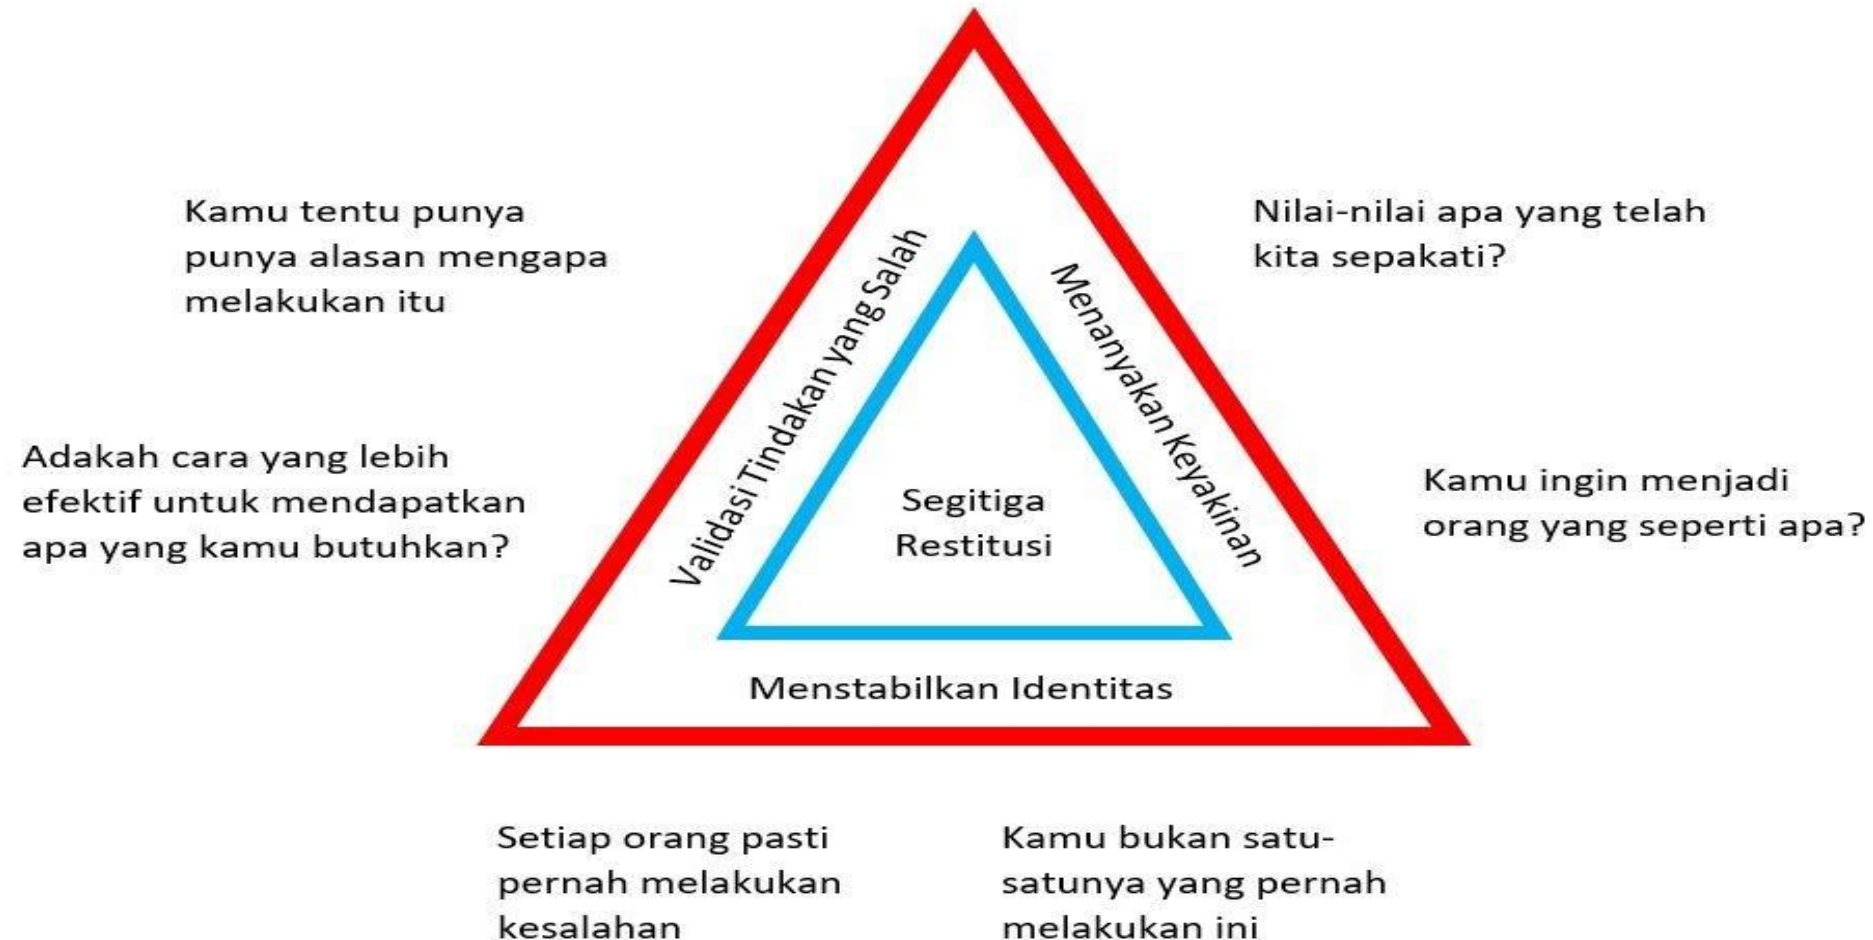 Kamu tentu punya
punya alasan mengapa
melakukan itu
Nilai-nilai apa yang telah
kita sepakati?
Validasi Tindakan yang Salah
Menanyakan Keyakinan
Adakah cara yang lebih
efektif untuk mendapatkan
apa yang kamu butuhkan?
Segitiga
Restitusi
Kamu ingin menjadi
orang yang seperti apa?
Menstabilkan Identitas
Setiap orang pasti
pernah melakukan
kesalahan
Kamu bukan satu-
satunya yang pernah
melakukan ini